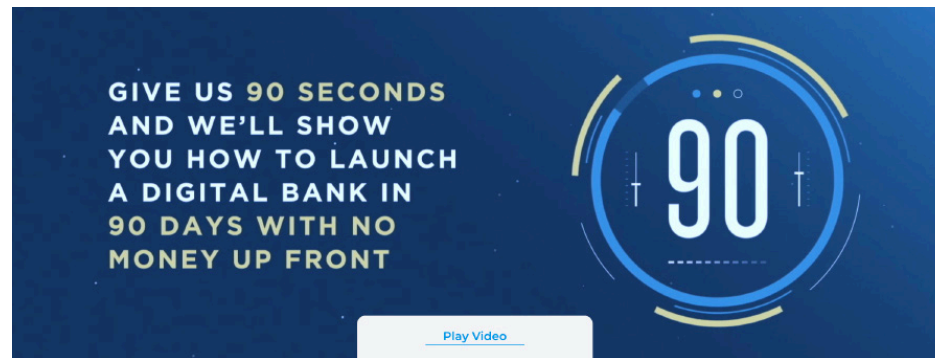 GIVE US 90 SECONDS
AND WE'LL SHOW
YOU HOW TO LAUNCH
A DIGITAL BANK IN
90 DAYS WITH NO
MONEY UP FRONT
90
Play Video